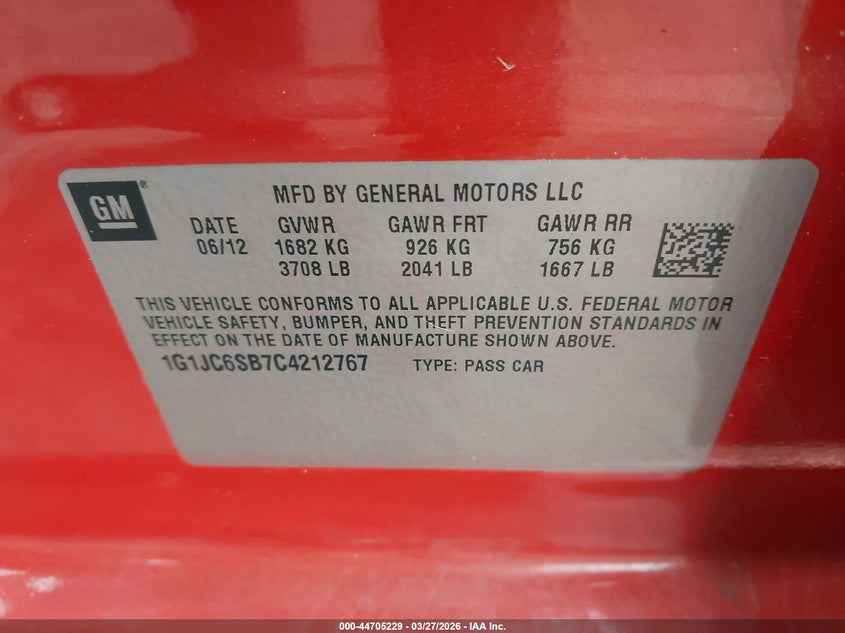 GM®
MFD BY GENERAL MOTORS LLC
DATE GVWR GAWR FRT GAWR RR
06/12 1682 KG 926 KG 756 KG
3708 LB 2041 LB 1667 LB
THIS VEHICLE CONFORMS TO ALL APPLICABLE U.S. FEDERAL MOTOR
VEHICLE SAFETY, BUMPER, AND THEFT PREVENTION STANDARDS IN
EFFECT ON THE DATE OF MANUFACTURE SHOWN ABOVE.
1G1JC6SB7C4212767 TYPE: PASS CAR
000-44705229 - 03/27/2026 - IAA Inc.